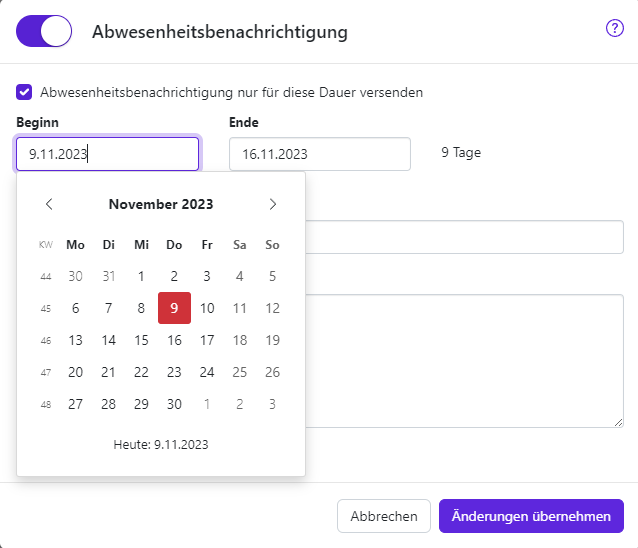 Abwesenheitsbenachrichtigung
?
Abwesenheitsbenachrichtigung nur für diese Dauer versenden
Beginn Ende
9.11.2023 16.11.2023 9 Tage
November 2023
KW Mo Di Mi Do Fr Sa So
44 30 31 1 2 3 4 5
45 6 7 8 9 10 11 12
46 13 14 15 16 17 18 19
47 20 21 22 23 24 25 26
48 27 28 29 30 1 2 3
Heute: 9.11.2023
Abbrechen Änderungen übernehmen